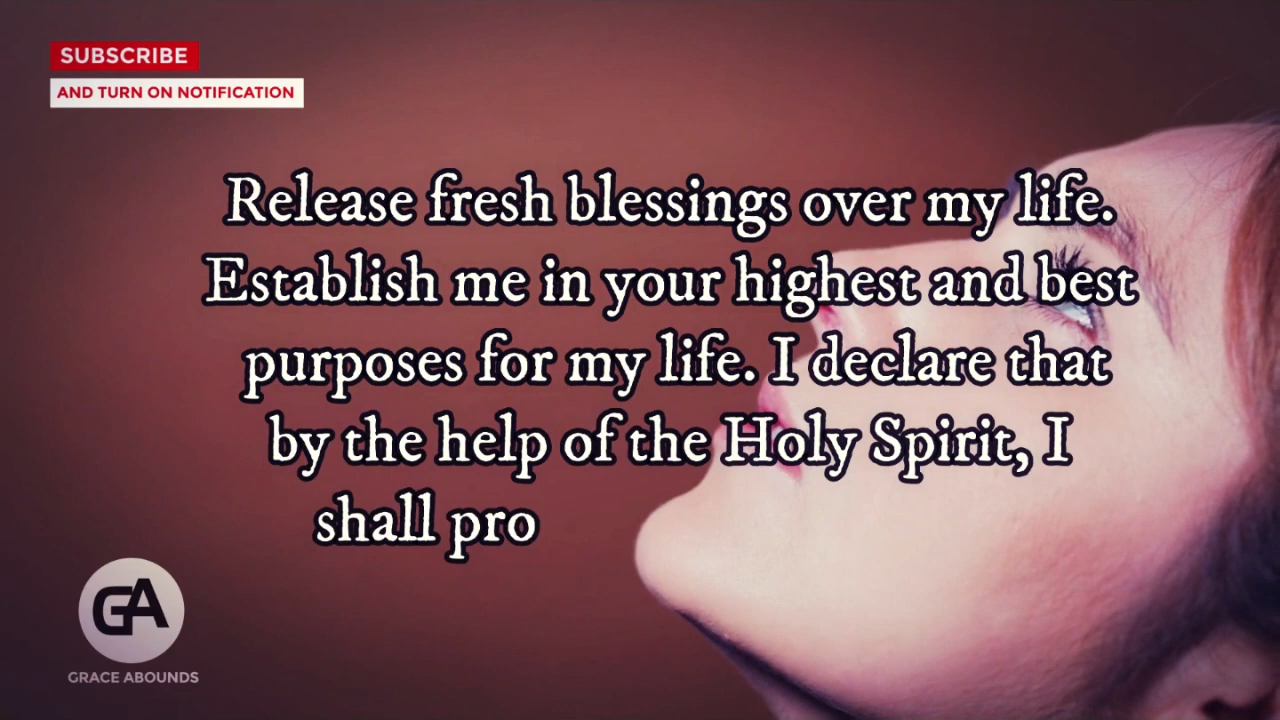 SUBSCRIBE
AND TURN ON NOTIFICATION
Release fresh blessings over my life.
Establish me in your highest and best
purposes for my life. I declare that
by the help of the Holy Spirit, I
shall pro
GA
GRACE ABOUNDS